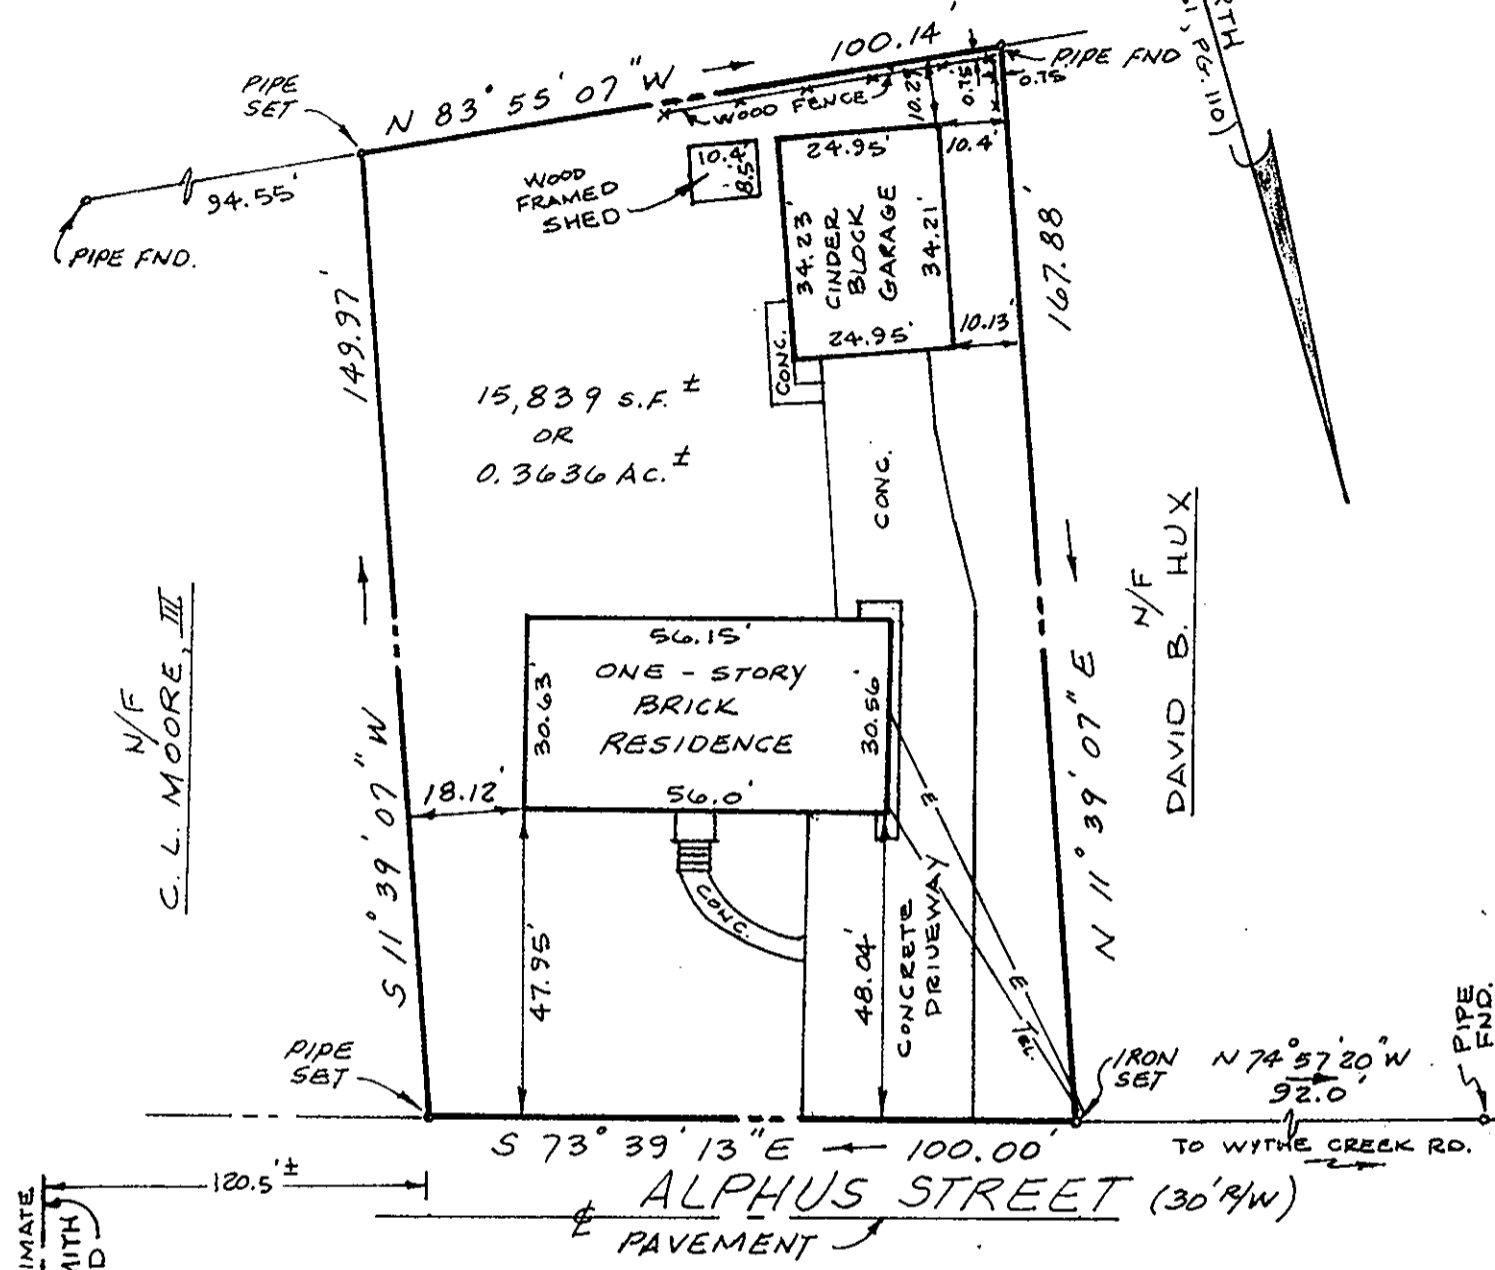 100.14'
PIPE FND
0.75'
0.75
10.29'
PIPE
SET
N 83° 55' 07" W
WOOD FENCE
PG. 110)
94.55'
PIPE FND.
WOOD
FRAMED
SHED
10.4'
8.5'
24.95'
10.4'
34.23'
CINDER
BLOCK
GARAGE
34.21'
24.95'
10.13'
167.88'
149.97'
CONC.
15,839 S.F. ±
OR
0.3636 AC. ±
CONC.
N/F
C. L. MOORE, III
N/F
DAVID B. HUX
56.15'
ONE - STORY
BRICK
RESIDENCE
30.63'
30.56'
56.0'
18.12'
S 11° 39' 07" W
N 11° 39' 07" E
CONC.
47.95'
48.04'
CONCRETE
DRIVEWAY
E
E
TEL.
PIPE
SET
IRON
SET
N 74° 57' 20" W
92.0'
PIPE
FND.
S 73° 39' 13" E
100.00'
TO WYTHE CREEK RD.
120.5'±
ALPHUS STREET (30' R/W)
℄ PAVEMENT